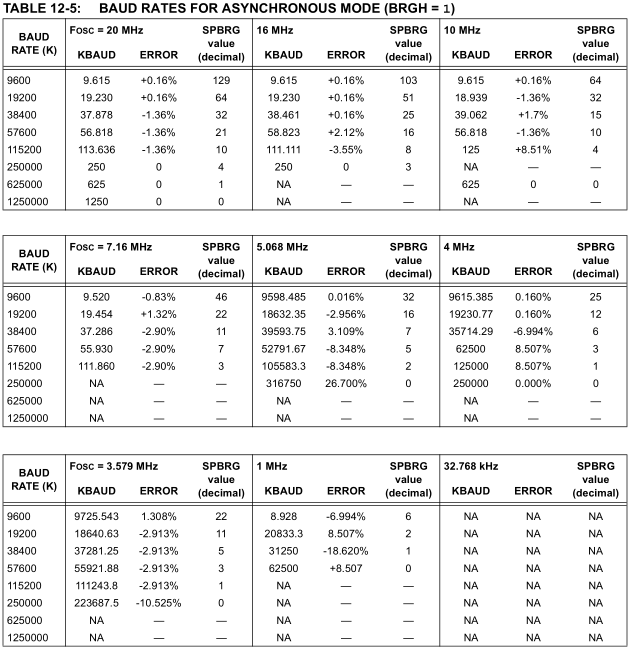 TABLE 12-5: BAUD RATES FOR ASYNCHRONOUS MODE (BRGH = 1)
BAUD RATE (K) FOSC = 20 MHz SPBRG value (decimal) 16 MHz SPBRG value (decimal) 10 MHz SPBRG value (decimal)
KBAUD ERROR KBAUD ERROR KBAUD ERROR
9600 9.615 +0.16% 129 9.615 +0.16% 103 9.615 +0.16% 64
19200 19.230 +0.16% 64 19.230 +0.16% 51 18.939 -1.36% 32
38400 37.878 -1.36% 32 38.461 +0.16% 25 39.062 +1.7% 15
57600 56.818 -1.36% 21 58.823 +2.12% 16 56.818 -1.36% 10
115200 113.636 -1.36% 10 111.111 -3.55% 8 125 +8.51% 4
250000 250 0 4 250 0 3 NA — —
625000 625 0 1 NA — — 625 0 0
1250000 1250 0 0 NA — — NA — —
BAUD RATE (K) FOSC = 7.16 MHz SPBRG value (decimal) 5.068 MHz SPBRG value (decimal) 4 MHz SPBRG value (decimal)
KBAUD ERROR KBAUD ERROR KBAUD ERROR
9600 9.520 -0.83% 46 9598.485 0.016% 32 9615.385 0.160% 25
19200 19.454 +1.32% 22 18632.35 -2.956% 16 19230.77 0.160% 12
38400 37.286 -2.90% 11 39593.75 3.109% 7 35714.29 -6.994% 6
57600 55.930 -2.90% 7 52791.67 -8.348% 5 62500 8.507% 3
115200 111.860 -2.90% 3 105583.3 -8.348% 2 125000 8.507% 1
250000 NA — — 316750 26.700% 0 250000 0.000% 0
625000 NA — — NA — — NA — —
1250000 NA — — NA — — NA — —
BAUD RATE (K) FOSC = 3.579 MHz SPBRG value (decimal) 1 MHz SPBRG value (decimal) 32.768 kHz SPBRG value (decimal)
KBAUD ERROR KBAUD ERROR KBAUD ERROR
9600 9725.543 1.308% 22 8.928 -6.994% 6 NA NA NA
19200 18640.63 -2.913% 11 20833.3 8.507% 2 NA NA NA
38400 37281.25 -2.913% 5 31250 -18.620% 1 NA NA NA
57600 55921.88 -2.913% 3 62500 +8.507 0 NA NA NA
115200 111243.8 -2.913% 1 NA — — NA NA NA
250000 223687.5 -10.525% 0 NA — — NA NA NA
625000 NA — — NA — — NA NA NA
1250000 NA — — NA — — NA NA NA